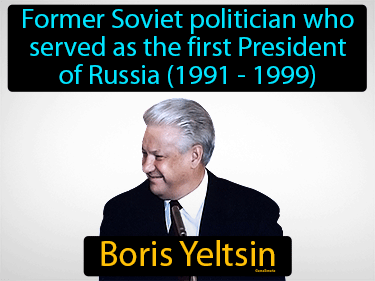 Former Soviet politician who
served as the first President
of Russia (1991 - 1999)
Boris Yeltsin